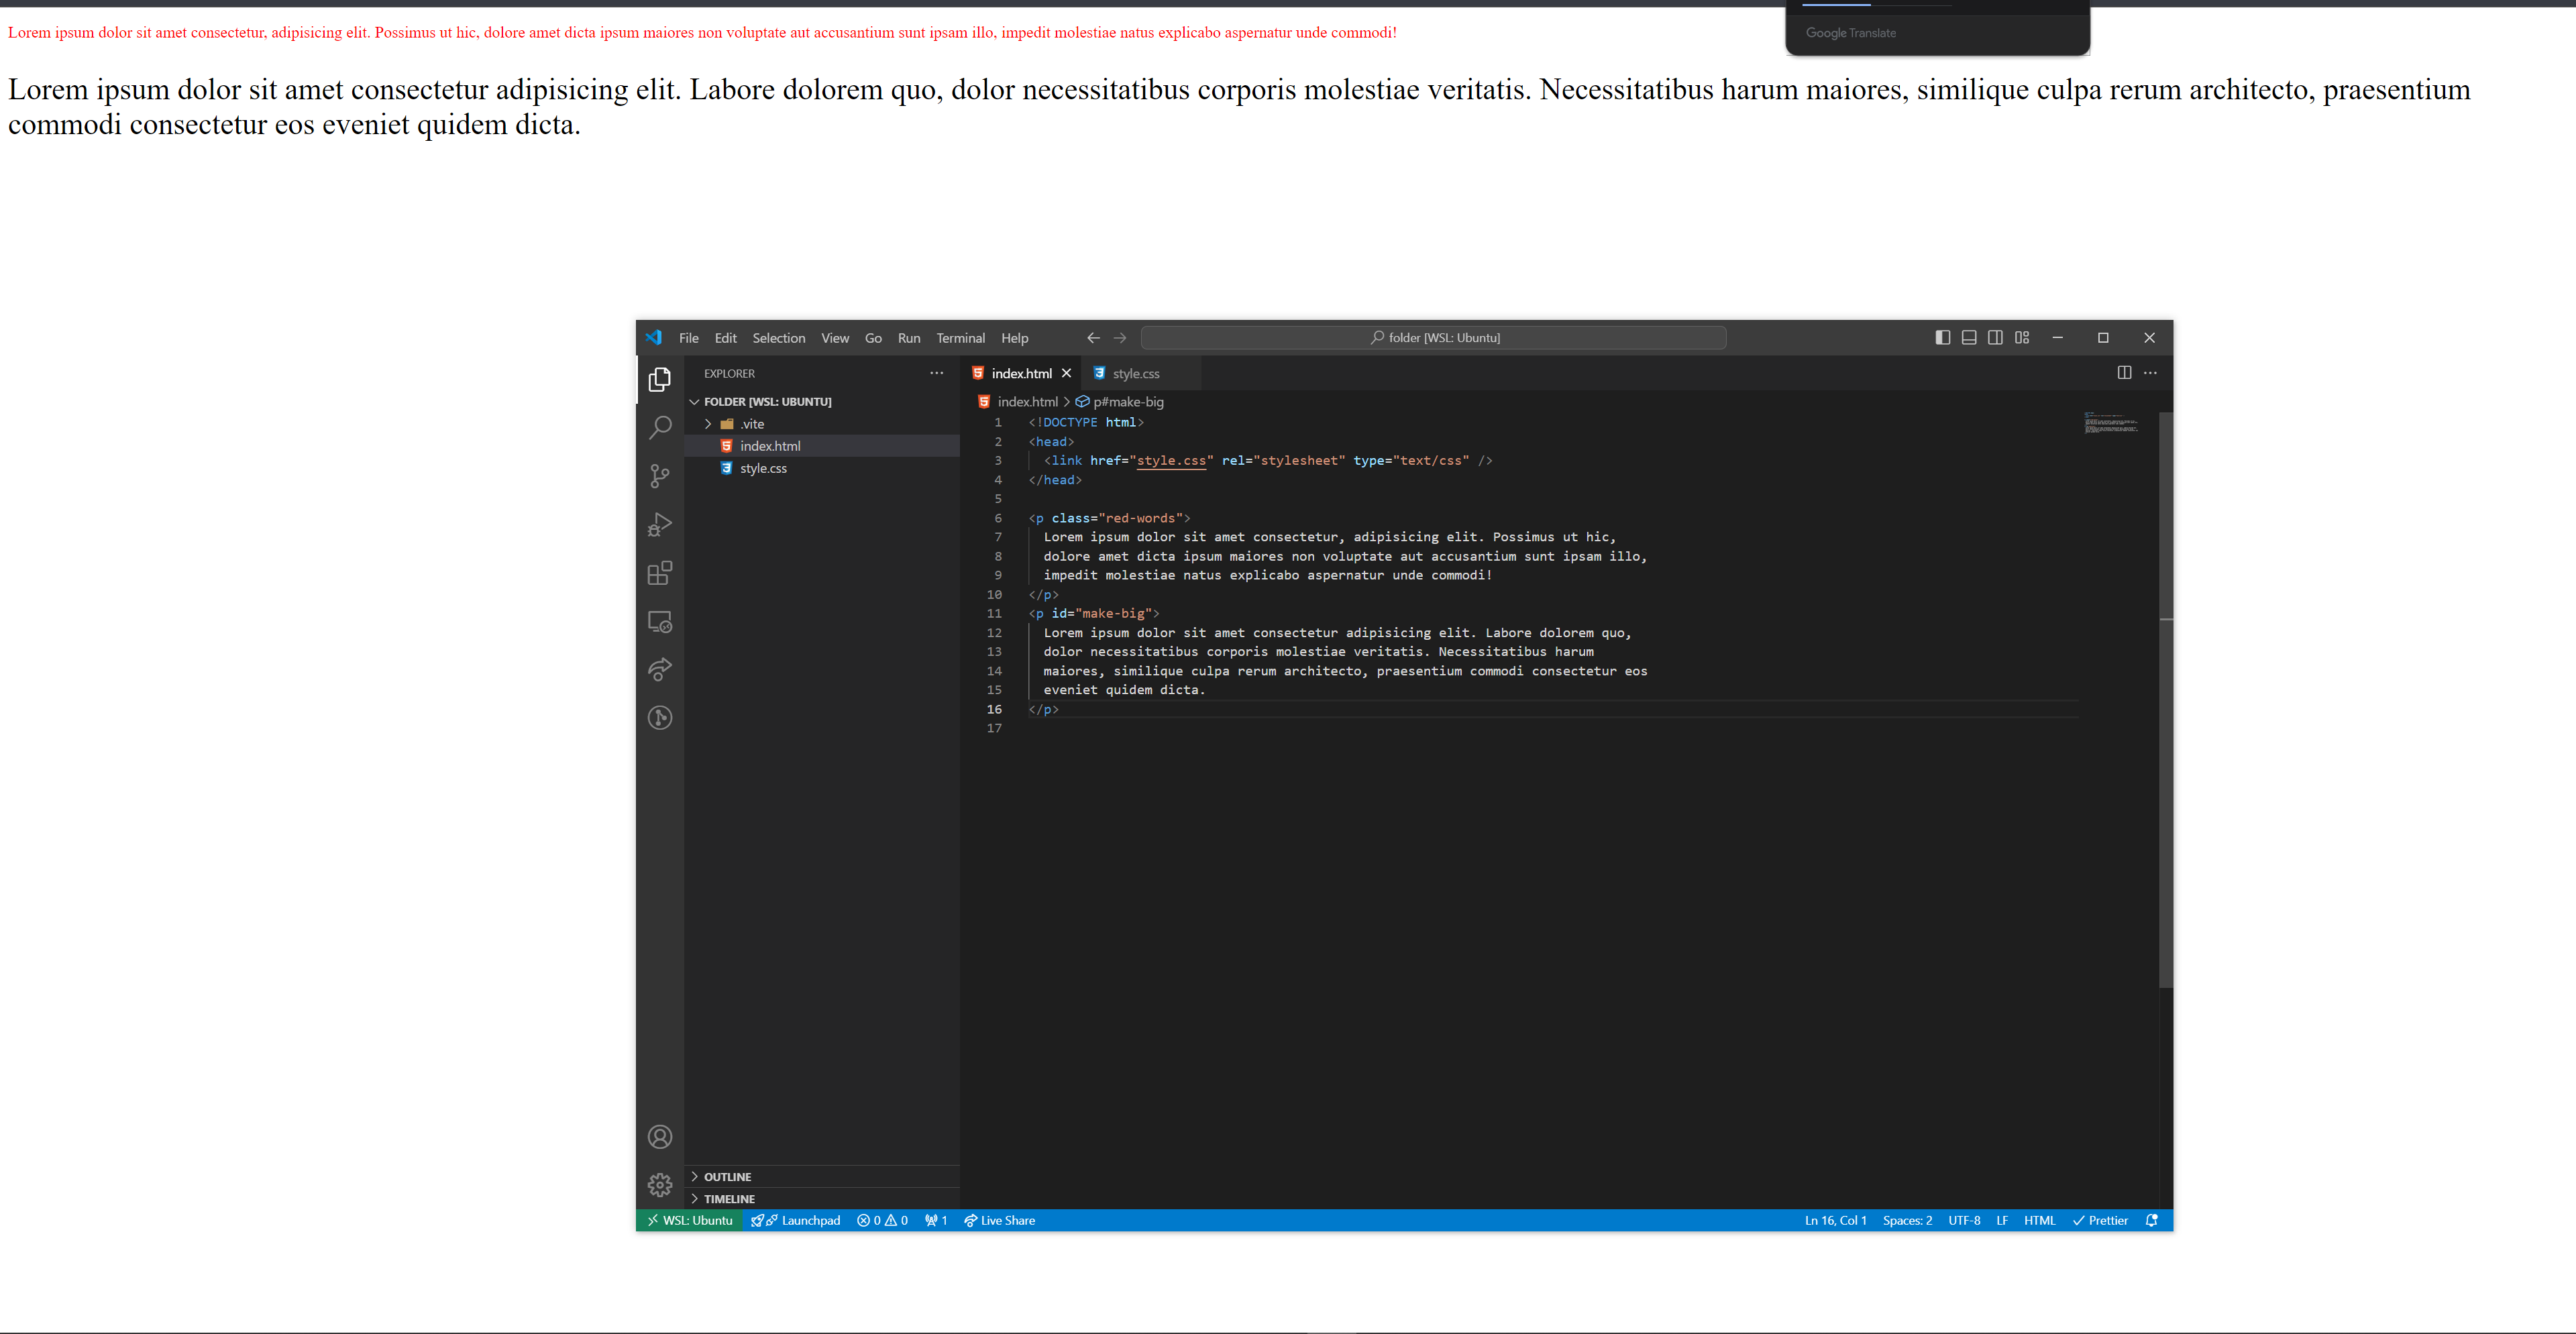 Lorem ipsum dolor sit amet consectetur, adipisicing elit. Possimus ut hic, dolore amet dicta ipsum maiores non voluptate aut accusantium sunt ipsam illo, impedit molestiae natus explicabo aspernatur unde commodi!
Google Translate
Lorem ipsum dolor sit amet consectetur adipisicing elit. Labore dolorem quo, dolor necessitatibus corporis molestiae veritatis. Necessitatibus harum maiores, similique culpa rerum architecto, praesentium
commodi consectetur eos eveniet quidem dicta.
File Edit Selection View Go Run Terminal Help
folder [WSL: Ubuntu]
EXPLORER
FOLDER [WSL: UBUNTU]
.vite
index.html
style.css
OUTLINE
TIMELINE
index.html
style.css
index.html > p#make-big
1 <!DOCTYPE html>
2 <head>
3 <link href="style.css" rel="stylesheet" type="text/css" />
4 </head>
5
6 <p class="red-words">
7 Lorem ipsum dolor sit amet consectetur, adipisicing elit. Possimus ut hic,
8 dolore amet dicta ipsum maiores non voluptate aut accusantium sunt ipsam illo,
9 impedit molestiae natus explicabo aspernatur unde commodi!
10 </p>
11 <p id="make-big">
12 Lorem ipsum dolor sit amet consectetur adipisicing elit. Labore dolorem quo,
13 dolor necessitatibus corporis molestiae veritatis. Necessitatibus harum
14 maiores, similique culpa rerum architecto, praesentium commodi consectetur eos
15 eveniet quidem dicta.
16 </p>
17
WSL: Ubuntu Launchpad 0 0 1 Live Share Ln 16, Col 1 Spaces: 2 UTF-8 LF HTML Prettier